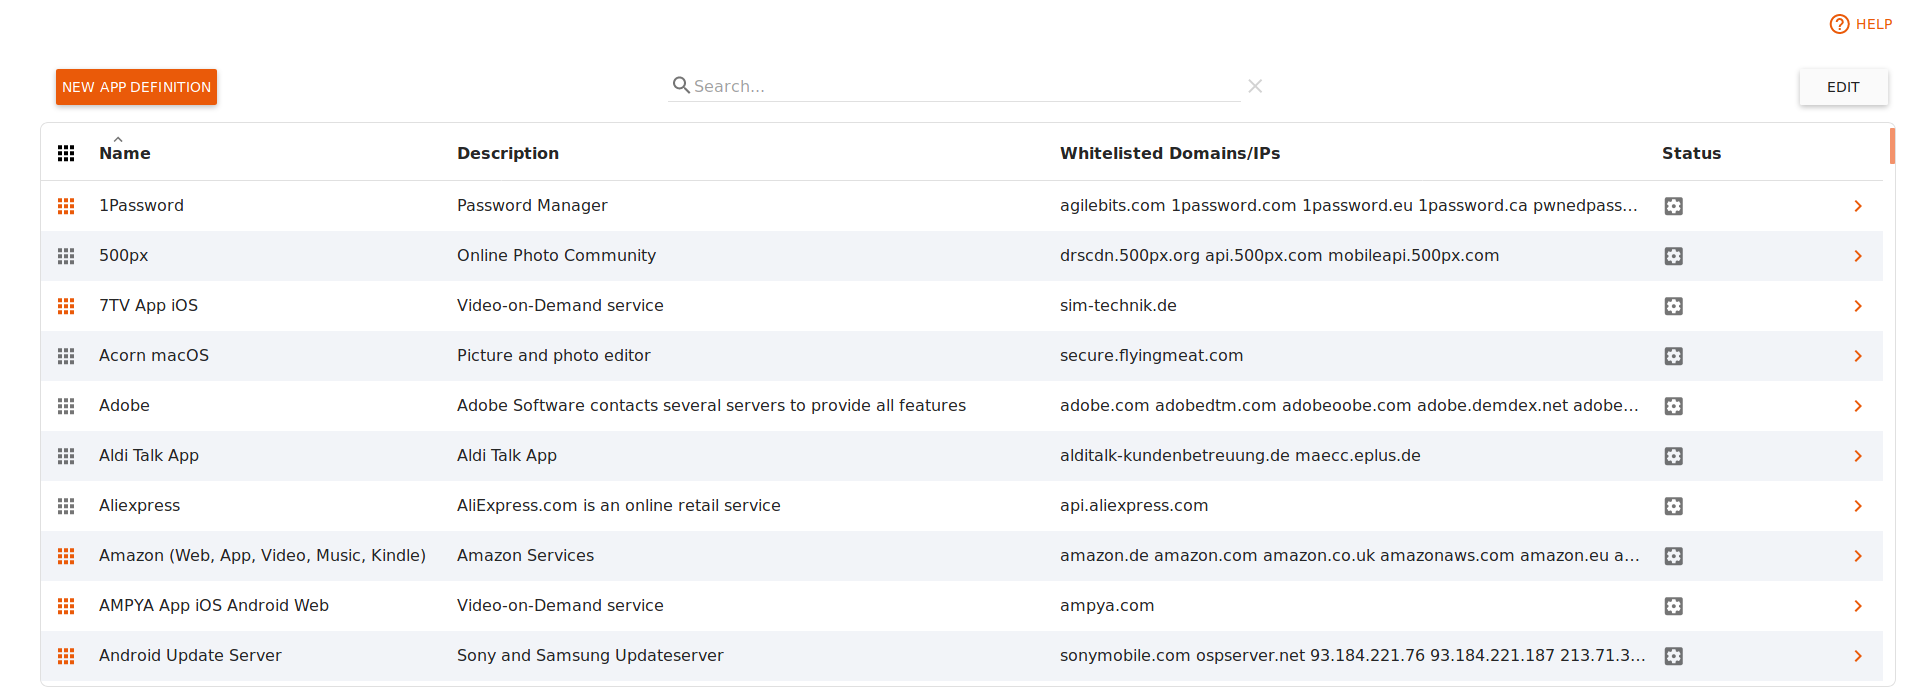 HELP
NEW APP DEFINITION Search... EDIT
Name Description Whitelisted Domains/IPs Status
1Password Password Manager agilebits.com 1password.com 1password.eu 1password.ca pwnedpass...
500px Online Photo Community drscdn.500px.org api.500px.com mobileapi.500px.com
7TV App iOS Video-on-Demand service sim-technik.de
Acorn macOS Picture and photo editor secure.flyingmeat.com
Adobe Adobe Software contacts several servers to provide all features adobe.com adobedtm.com adobeoobe.com adobe.demdex.net adobe...
Aldi Talk App Aldi Talk App alditalk-kundenbetreuung.de maecc.eplus.de
Aliexpress AliExpress.com is an online retail service api.aliexpress.com
Amazon (Web, App, Video, Music, Kindle) Amazon Services amazon.de amazon.com amazon.co.uk amazonaws.com amazon.eu a...
AMPYA App iOS Android Web Video-on-Demand service ampya.com
Android Update Server Sony and Samsung Updateserver sonymobile.com ospserver.net 93.184.221.76 93.184.221.187 213.71.3...